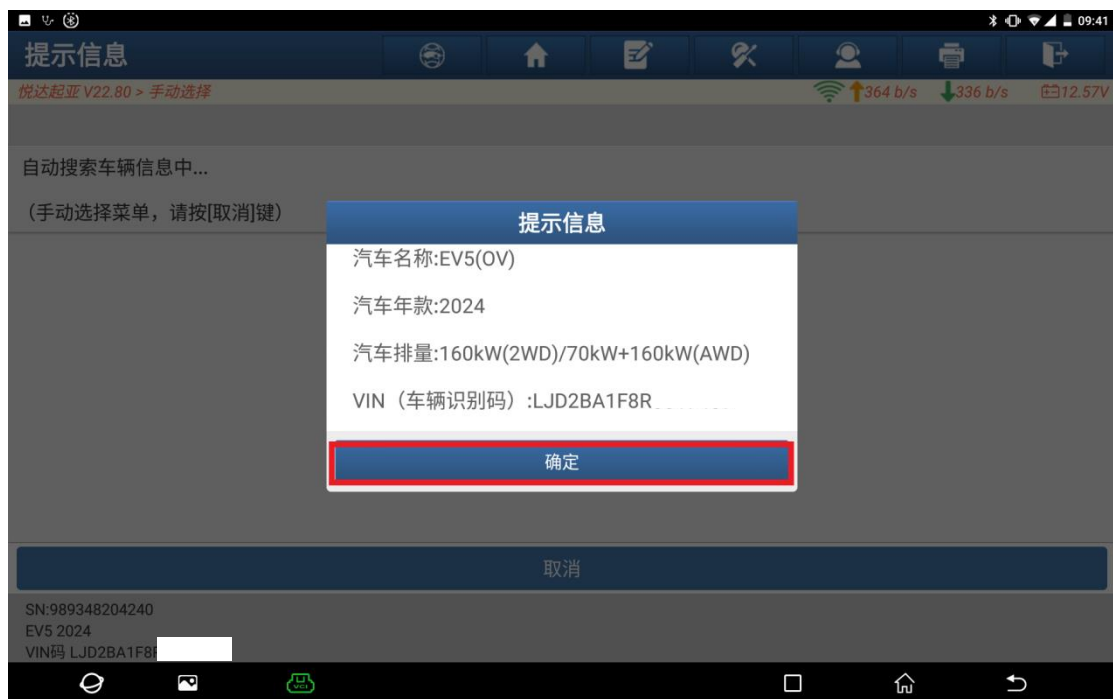 09:41
提示信息
悦达起亚 V22.80 > 手动选择
364 b/s
336 b/s
12.57V
自动搜索车辆信息中...
（手动选择菜单，请按[取消]键）
提示信息
汽车名称:EV5(OV)
汽车年款:2024
汽车排量:160kW(2WD)/70kW+160kW(AWD)
VIN（车辆识别码）:LJD2BA1F8R
确定
取消
SN:989348204240
EV5 2024
VIN码 LJD2BA1F8R
VCI